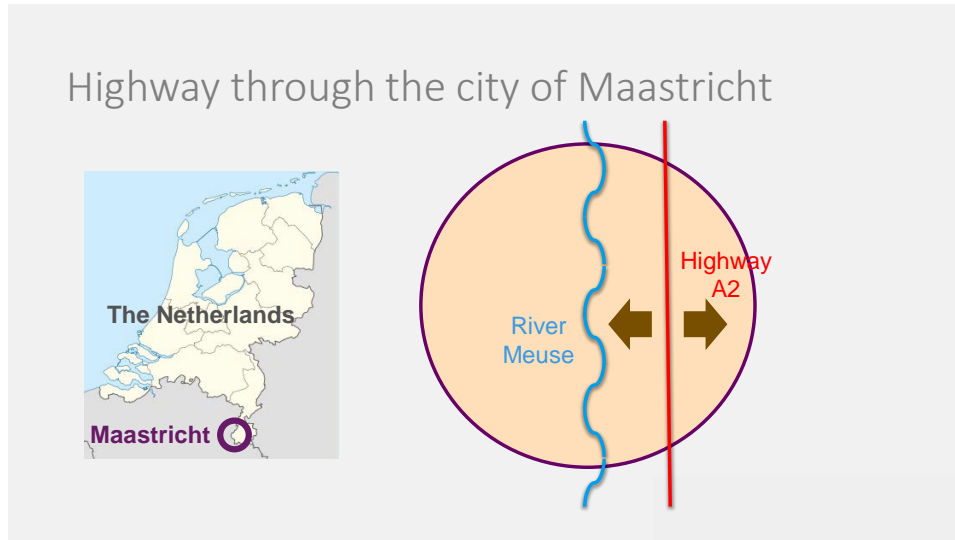 Highway through the city of Maastricht
The Netherlands
Maastricht
River
Meuse
Highway
A2